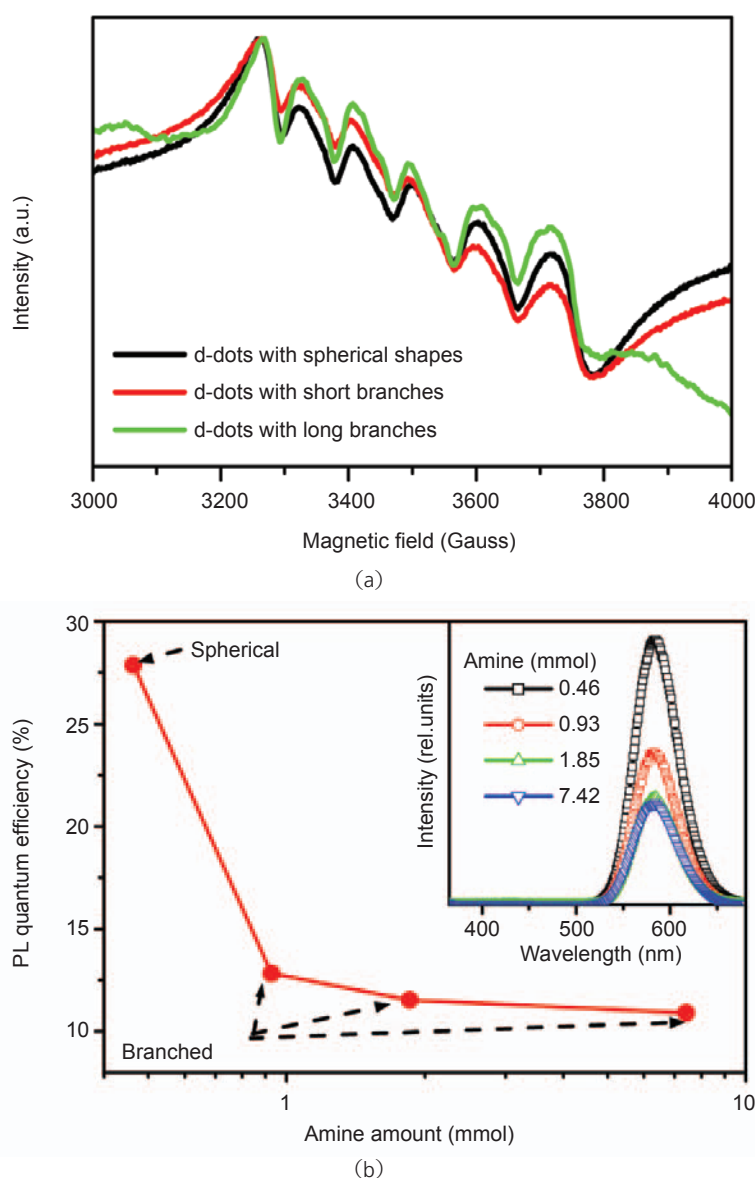 Intensity (a.u.)
d-dots with spherical shapes
d-dots with short branches
d-dots with long branches
3000 3200 3400 3600 3800 4000
Magnetic field (Gauss)
(a)
PL quantum efficiency (%)
30
25
20
15
10
Spherical
Branched
1 10
Amine amount (mmol)
Intensity (rel.units)
Amine (mmol)
0.46
0.93
1.85
7.42
400 500 600
Wavelength (nm)
(b)